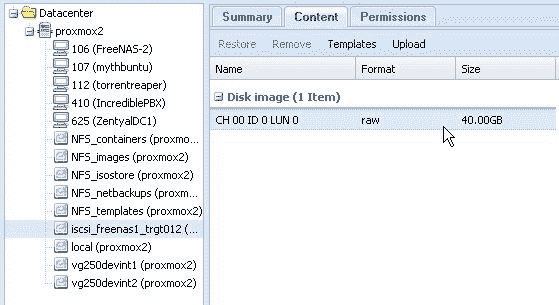 Datacenter
proxmox2
106 (FreeNAS-2)
107 (mythbuntu)
112 (torrentreaper)
410 (IncrediblePBX)
625 (ZentyalDC1)
NFS_containers (proxmo...
NFS_images (proxmox2)
NFS_isostore (proxmox2)
NFS_netbackups (proxm...
NFS_templates (proxmox2)
iscsi_freenas1_trgt012 (...
local (proxmox2)
vg250devint1 (proxmox2)
vg250devint2 (proxmox2)
Summary Content Permissions
Restore Remove Templates Upload
Name Format Size
Disk image (1 Item)
CH 00 ID 0 LUN 0 raw 40.00GB